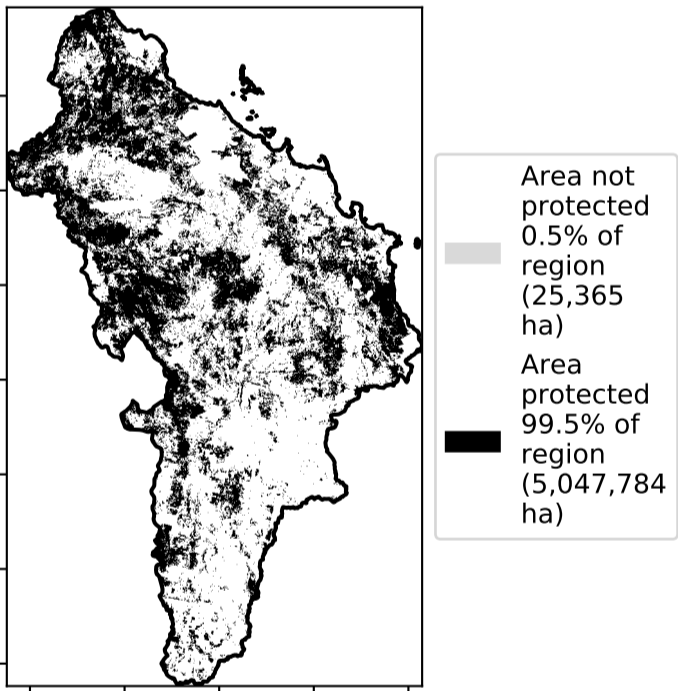 Area not
protected
0.5% of
region
(25,365
ha)
Area
protected
99.5% of
region
(5,047,784
ha)